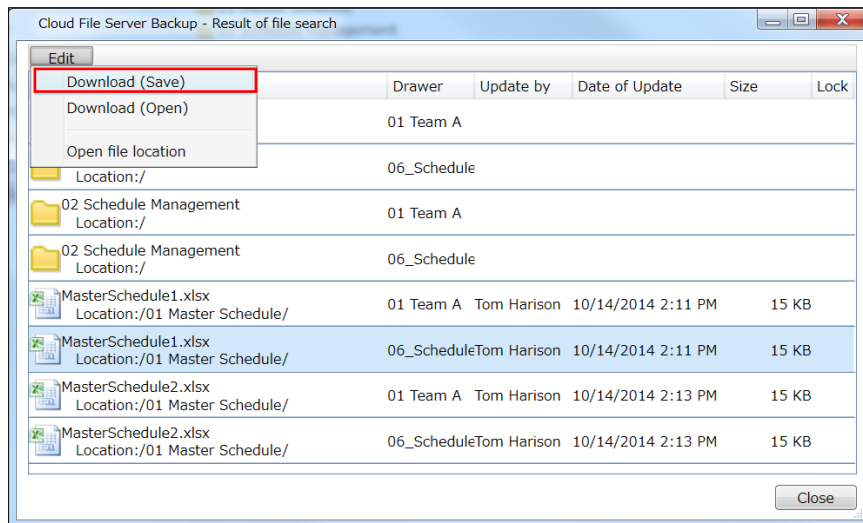 Cloud File Server Backup - Result of file search
Edit
Download (Save)
Download (Open)
Open file location
Drawer Update by Date of Update Size Lock
01 Team A
06_Schedule
Location:/
02 Schedule Management 01 Team A
Location:/
02 Schedule Management 06_Schedule
Location:/
MasterSchedule1.xlsx 01 Team A Tom Harison 10/14/2014 2:11 PM 15 KB
Location:/01 Master Schedule/
MasterSchedule1.xlsx 06_Schedule Tom Harison 10/14/2014 2:11 PM 15 KB
Location:/01 Master Schedule/
MasterSchedule2.xlsx 01 Team A Tom Harison 10/14/2014 2:13 PM 15 KB
Location:/01 Master Schedule/
MasterSchedule2.xlsx 06_Schedule Tom Harison 10/14/2014 2:13 PM 15 KB
Location:/01 Master Schedule/
Close